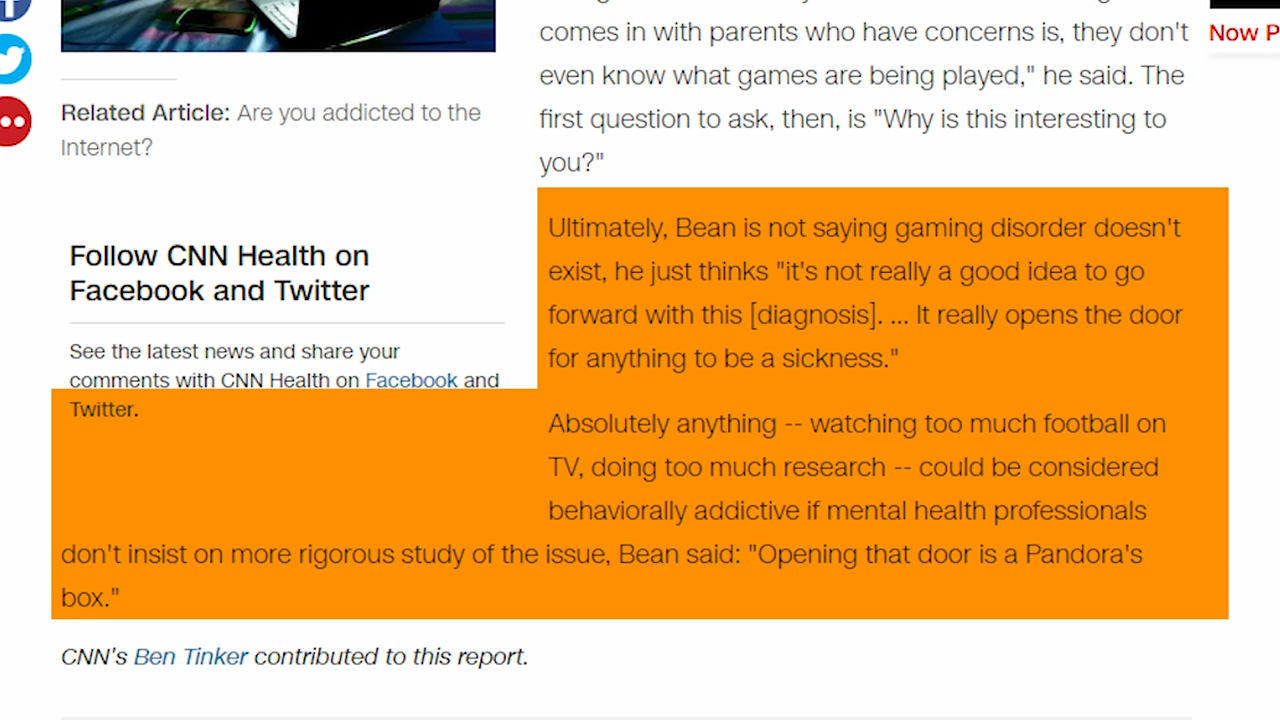 comes in with parents who have concerns is, they don't
even know what games are being played," he said. The
first question to ask, then, is "Why is this interesting to
you?"
Now P
Related Article: Are you addicted to the
Internet?
Follow CNN Health on
Facebook and Twitter
See the latest news and share your
comments with CNN Health on Facebook and
Twitter.
Ultimately, Bean is not saying gaming disorder doesn't
exist, he just thinks "it's not really a good idea to go
forward with this [diagnosis]. ... It really opens the door
for anything to be a sickness."
Absolutely anything -- watching too much football on
TV, doing too much research -- could be considered
behaviorally addictive if mental health professionals
don't insist on more rigorous study of the issue, Bean said: "Opening that door is a Pandora's
box."
CNN's Ben Tinker contributed to this report.